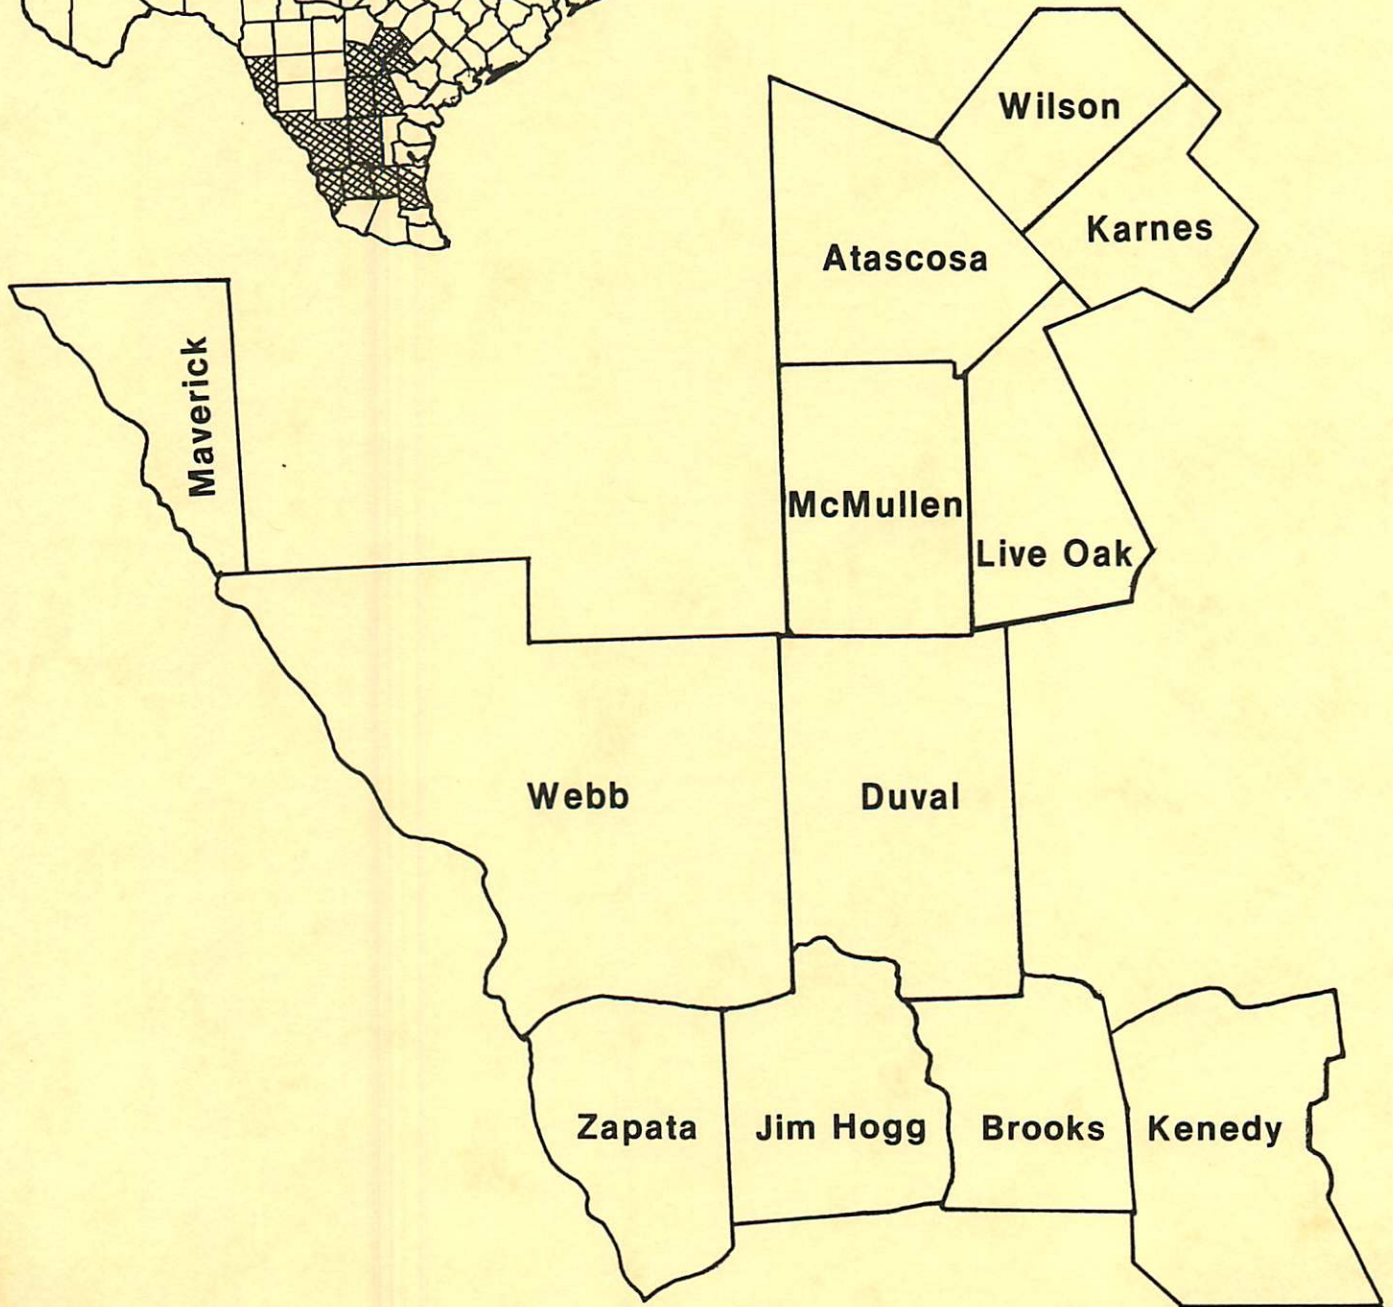 Wilson
Karnes
Atascosa
Maverick
McMullen
Live Oak
Webb
Duval
Zapata
Jim Hogg
Brooks
Kenedy